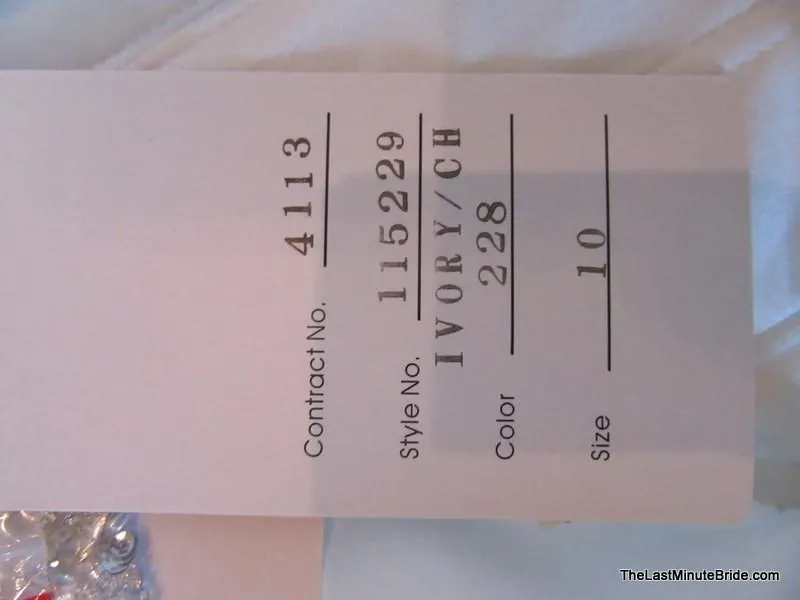 Contract No. 4113
Style No. 115229
IVORY/CH
Color 228
Size 10
TheLastMinuteBride.com